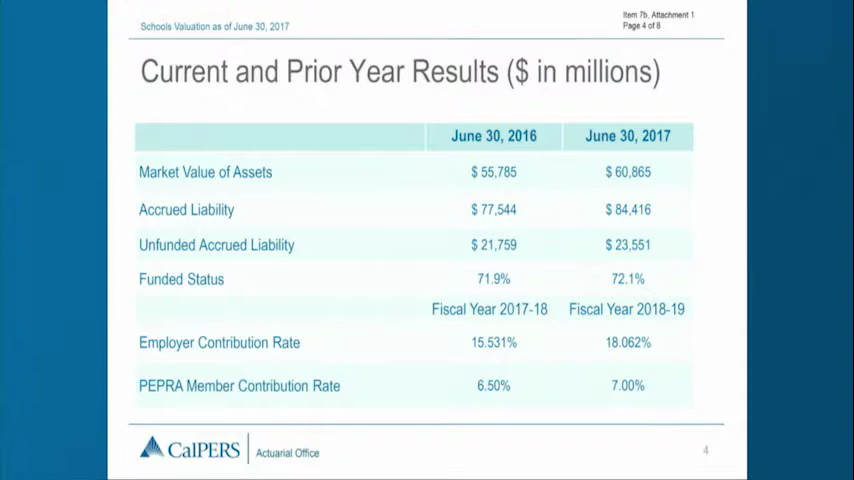 Schools Valuation as of June 30, 2017
Item 7b, Attachment 1
Page 4 of 8
Current and Prior Year Results ($ in millions)
June 30, 2016 June 30, 2017
Market Value of Assets $ 55,785 $ 60,865
Accrued Liability $ 77,544 $ 84,416
Unfunded Accrued Liability $ 21,759 $ 23,551
Funded Status 71.9% 72.1%
Fiscal Year 2017-18 Fiscal Year 2018-19
Employer Contribution Rate 15.531% 18.062%
PEPRA Member Contribution Rate 6.50% 7.00%
CalPERS Actuarial Office 4